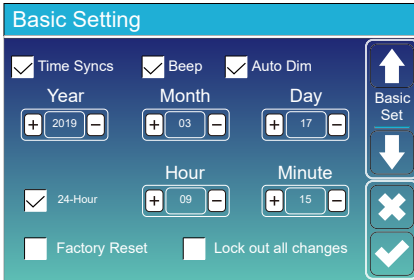 Basic Setting
Time Syncs Beep Auto Dim
Year Month Day
+ 2019 − + 03 − + 17 −
Basic
Set
Hour Minute
24-Hour + 09 − + 15 −
Factory Reset Lock out all changes